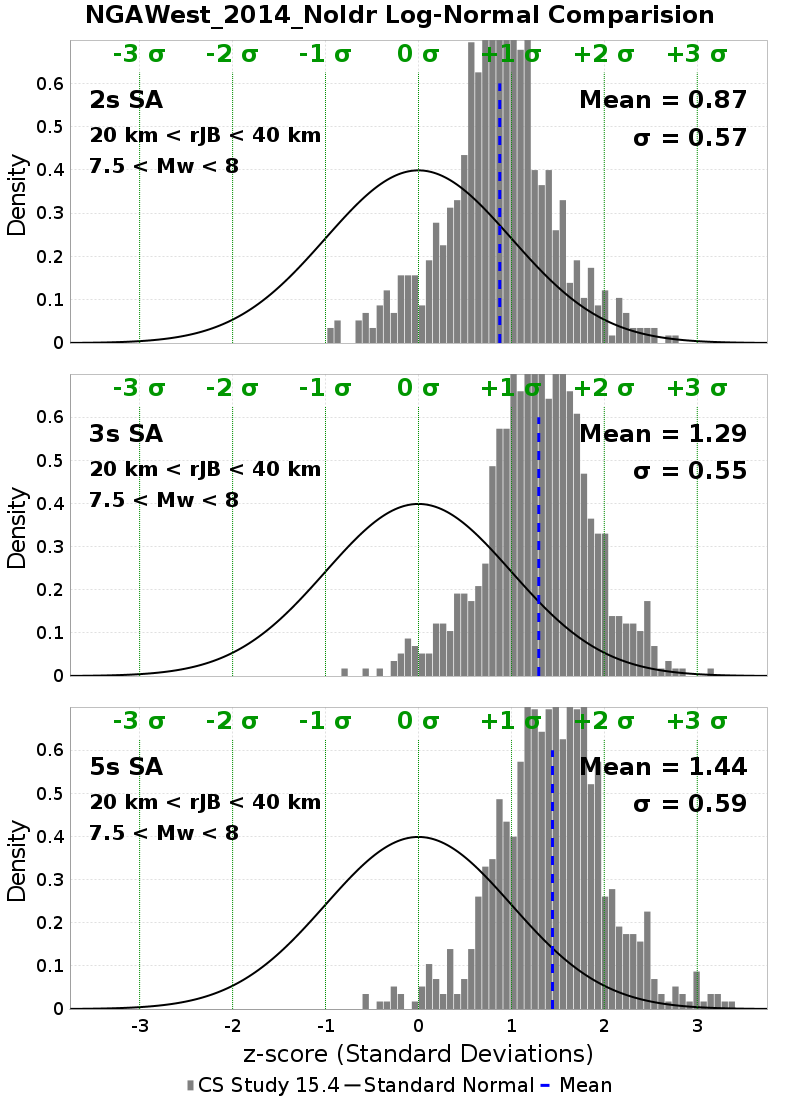 NGAWest_2014_NoIdr Log-Normal Comparision
-3 σ -2 σ -1 σ 0 σ +1 σ +2 σ +3 σ
2s SA
Mean = 0.87
20 km < rJB < 40 km
σ = 0.57
7.5 < Mw < 8
Density
0.6
0.5
0.4
0.3
0.2
0.1
0
-3 σ -2 σ -1 σ 0 σ +1 σ +2 σ +3 σ
3s SA
Mean = 1.29
20 km < rJB < 40 km
σ = 0.55
7.5 < Mw < 8
Density
0.6
0.5
0.4
0.3
0.2
0.1
0
-3 σ -2 σ -1 σ 0 σ +1 σ +2 σ +3 σ
5s SA
Mean = 1.44
20 km < rJB < 40 km
σ = 0.59
7.5 < Mw < 8
Density
0.6
0.5
0.4
0.3
0.2
0.1
0
-3 -2 -1 0 1 2 3
z-score (Standard Deviations)
CS Study 15.4 Standard Normal Mean